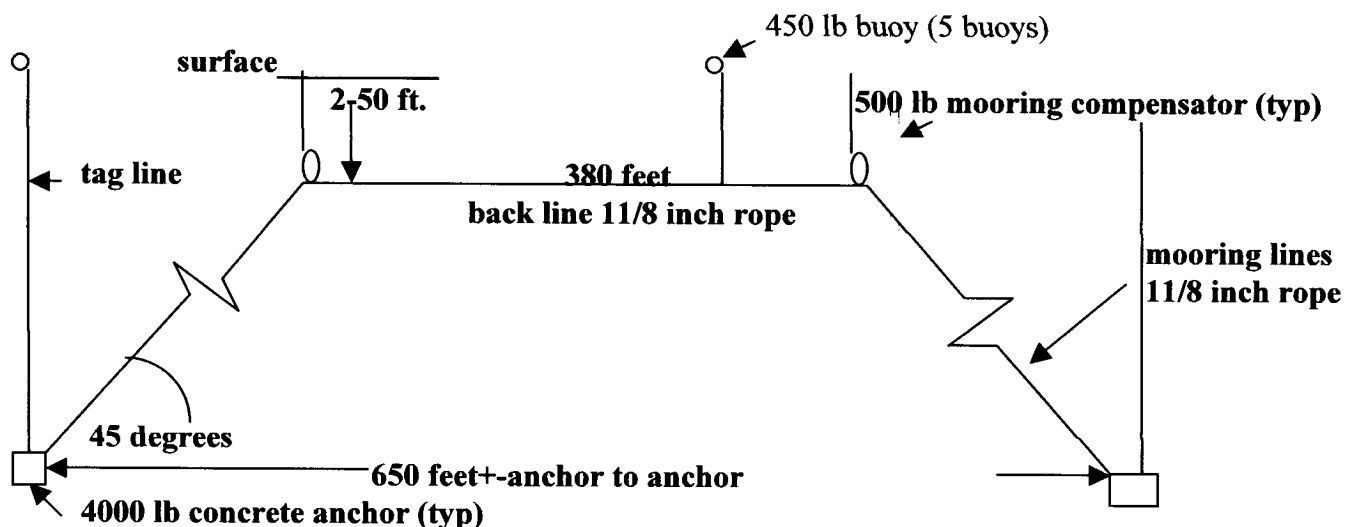 450 lb buoy (5 buoys)
surface
2-50 ft.
500 lb mooring compensator (typ)
tag line
380 feet
back line 11/8 inch rope
mooring lines
11/8 inch rope
45 degrees
650 feet+-anchor to anchor
4000 lb concrete anchor (typ)